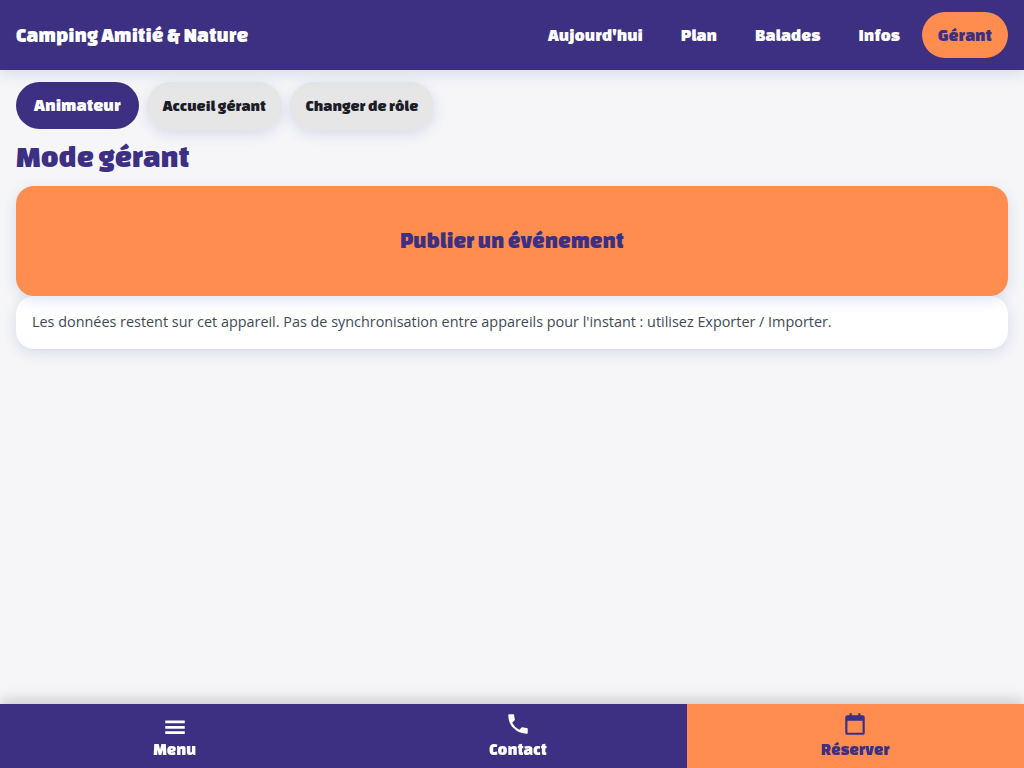 Camping Amitié & Nature
Aujourd'hui
Plan
Balades
Infos
Gérant
Animateur
Accueil gérant
Changer de rôle
Mode gérant
Publier un événement
Les données restent sur cet appareil. Pas de synchronisation entre appareils pour l'instant : utilisez Exporter / Importer.
Menu
Contact
Réserver